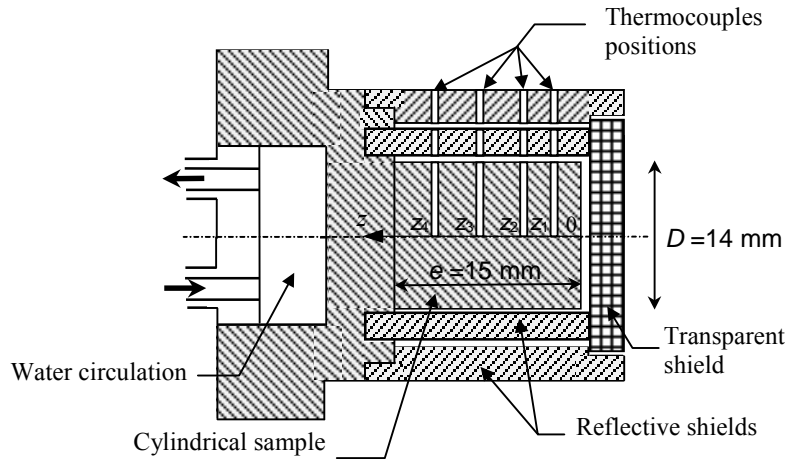 Thermocouples
positions
z z₄ z₃ z₂ z₁ 0
D =14 mm
e =15 mm
Transparent
shield
Water circulation
Reflective shields
Cylindrical sample